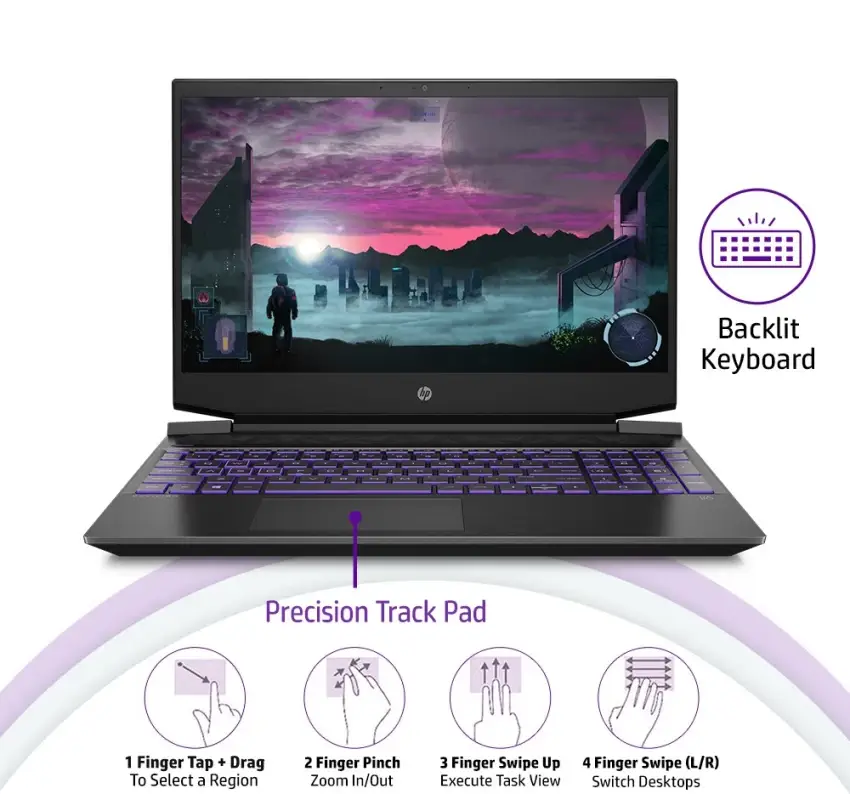 hp
Backlit
Keyboard
Precision Track Pad
1 Finger Tap + Drag
To Select a Region
2 Finger Pinch
Zoom In/Out
3 Finger Swipe Up
Execute Task View
4 Finger Swipe (L/R)
Switch Desktops